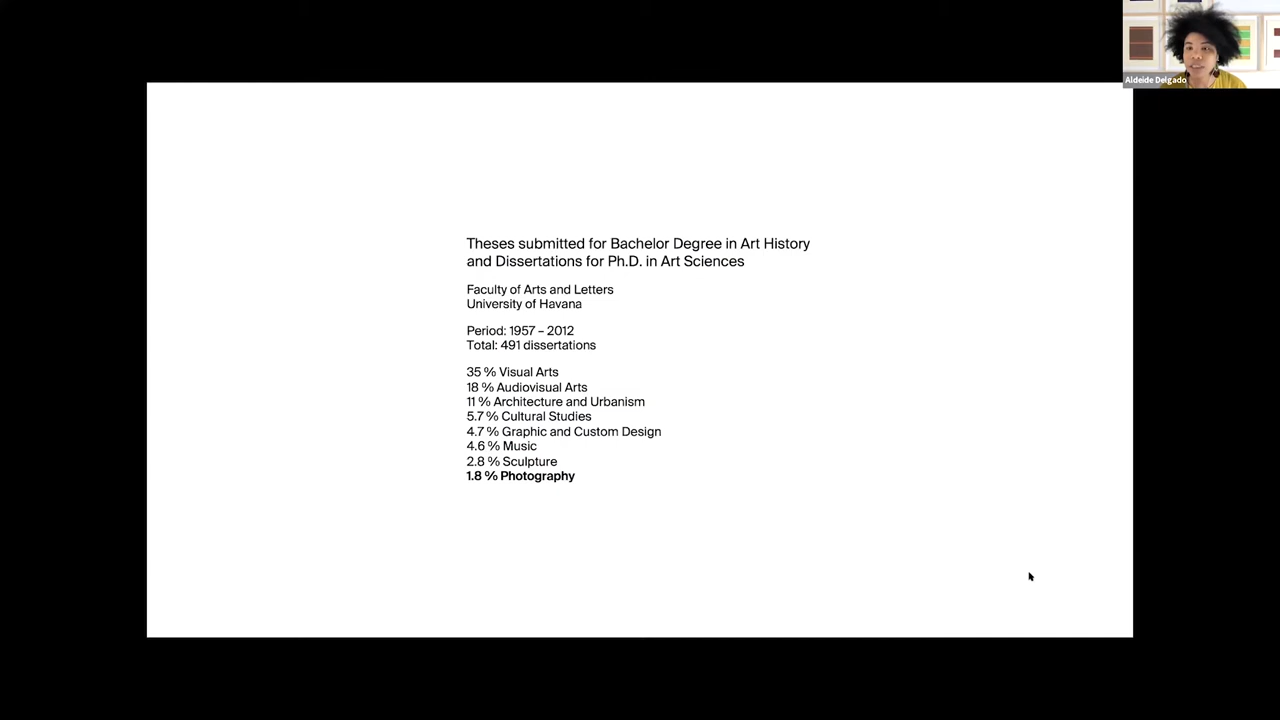 Aldeide Delgado
Theses submitted for Bachelor Degree in Art History
and Dissertations for Ph.D. in Art Sciences
Faculty of Arts and Letters
University of Havana
Period: 1957 – 2012
Total: 491 dissertations
35 % Visual Arts
18 % Audiovisual Arts
11 % Architecture and Urbanism
5.7 % Cultural Studies
4.7 % Graphic and Custom Design
4.6 % Music
2.8 % Sculpture
1.8 % Photography